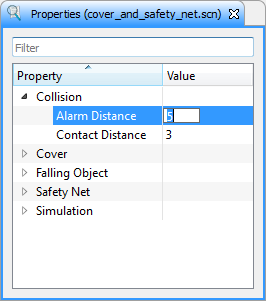 Properties (cover_and_safety_net.scn)
Filter
Property Value
Collision
Alarm Distance 5
Contact Distance 3
Cover
Falling Object
Safety Net
Simulation